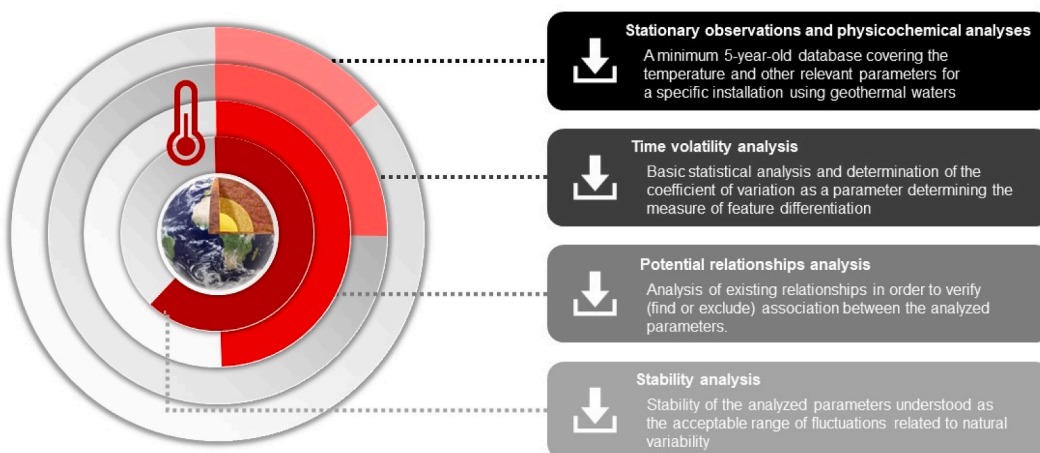 Stationary observations and physicochemical analyses
A minimum 5-year-old database covering the
temperature and other relevant parameters for
a specific installation using geothermal waters
Time volatility analysis
Basic statistical analysis and determination of the
coefficient of variation as a parameter determining the
measure of feature differentiation
Potential relationships analysis
Analysis of existing relationships in order to verify
(find or exclude) association between the analyzed
parameters.
Stability analysis
Stability of the analyzed parameters understood as
the acceptable range of fluctuations related to natural
variability